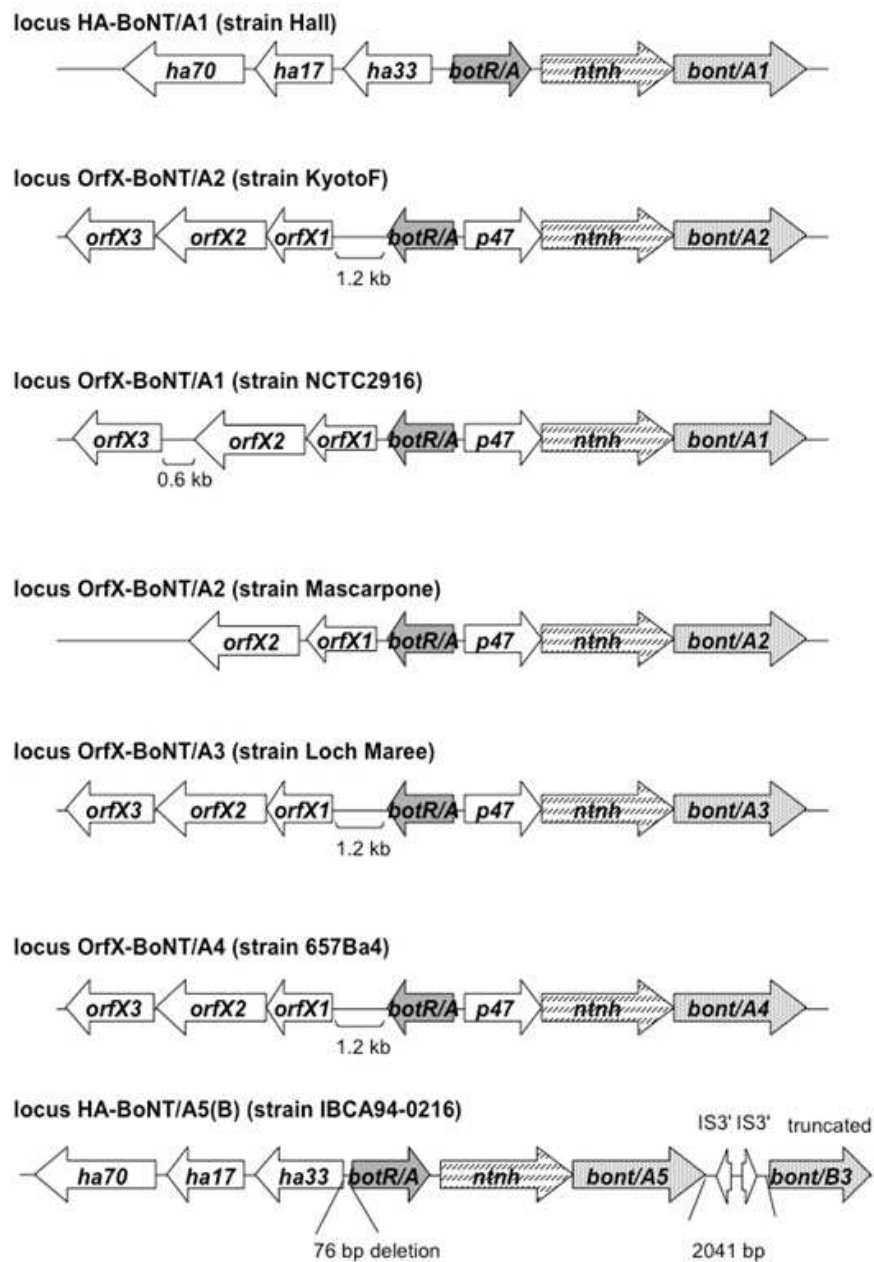 locus HA-BoNT/A1 (strain Hall)
ha70 ha17 ha33 botR/A ntnh bont/A1
locus OrfX-BoNT/A2 (strain KyotoF)
orfX3 orfX2 orfX1 botR/A p47 ntnh bont/A2
1.2 kb
locus OrfX-BoNT/A1 (strain NCTC2916)
orfX3 orfX2 orfX1 botR/A p47 ntnh bont/A1
0.6 kb
locus OrfX-BoNT/A2 (strain Mascarpone)
orfX2 orfX1 botR/A p47 ntnh bont/A2
locus OrfX-BoNT/A3 (strain Loch Maree)
orfX3 orfX2 orfX1 botR/A p47 ntnh bont/A3
1.2 kb
locus OrfX-BoNT/A4 (strain 657Ba4)
orfX3 orfX2 orfX1 botR/A p47 ntnh bont/A4
1.2 kb
locus HA-BoNT/A5(B) (strain IBCA94-0216)
IS3' IS3' truncated
ha70 ha17 ha33 botR/A ntnh bont/A5 bont/B3
76 bp deletion 2041 bp